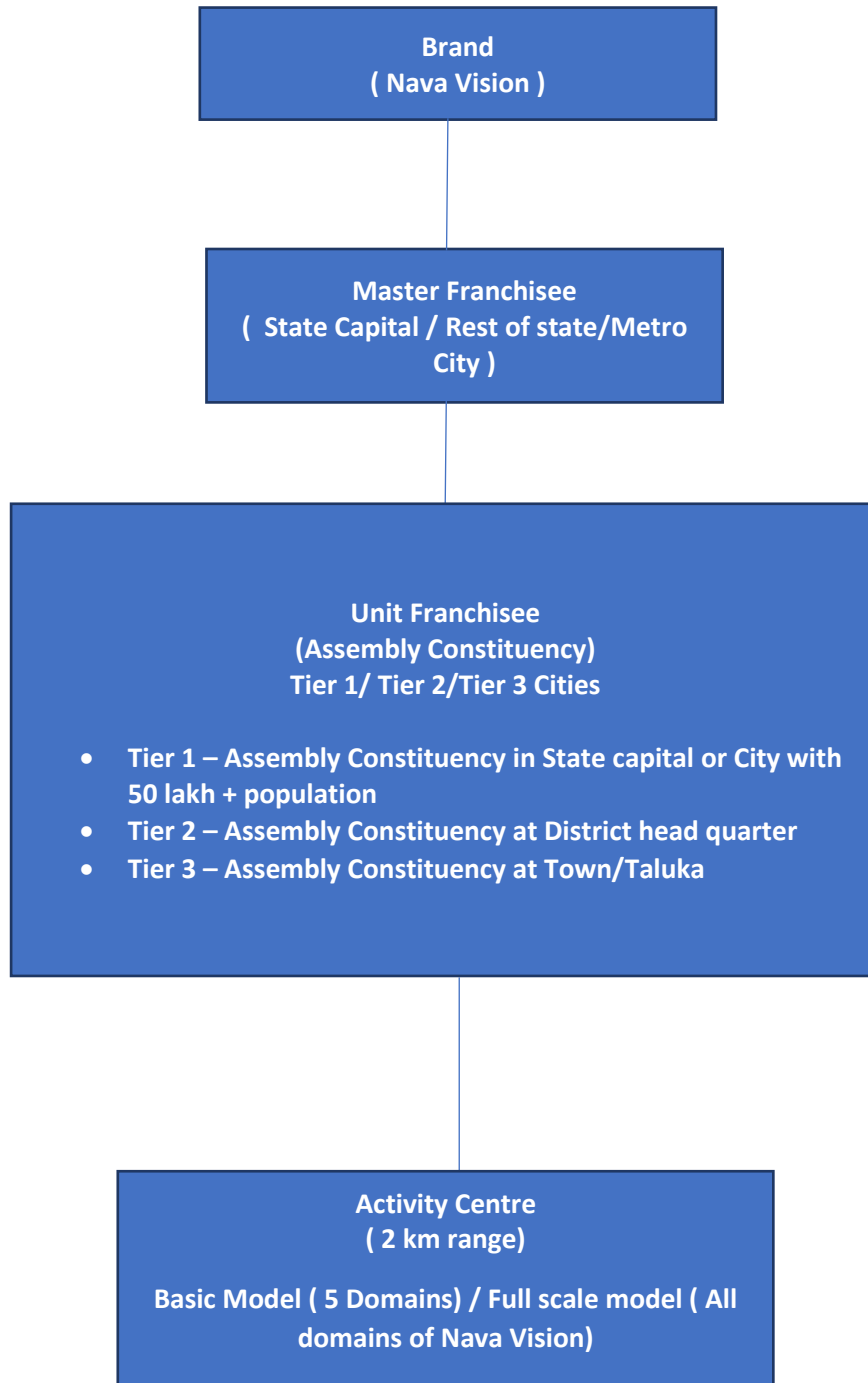 Brand
( Nava Vision )
Master Franchisee
( State Capital / Rest of state/Metro
City )
Unit Franchisee
(Assembly Constituency)
Tier 1/ Tier 2/Tier 3 Cities
• Tier 1 – Assembly Constituency in State capital or City with
50 lakh + population
• Tier 2 – Assembly Constituency at District head quarter
• Tier 3 – Assembly Constituency at Town/Taluka
Activity Centre
( 2 km range)
Basic Model ( 5 Domains) / Full scale model ( All
domains of Nava Vision)